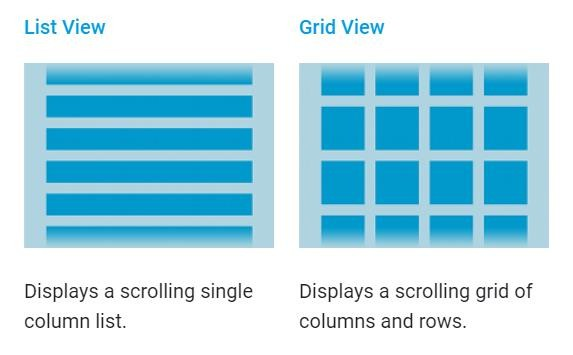 List View
Grid View
Displays a scrolling single
column list.
Displays a scrolling grid of
columns and rows.